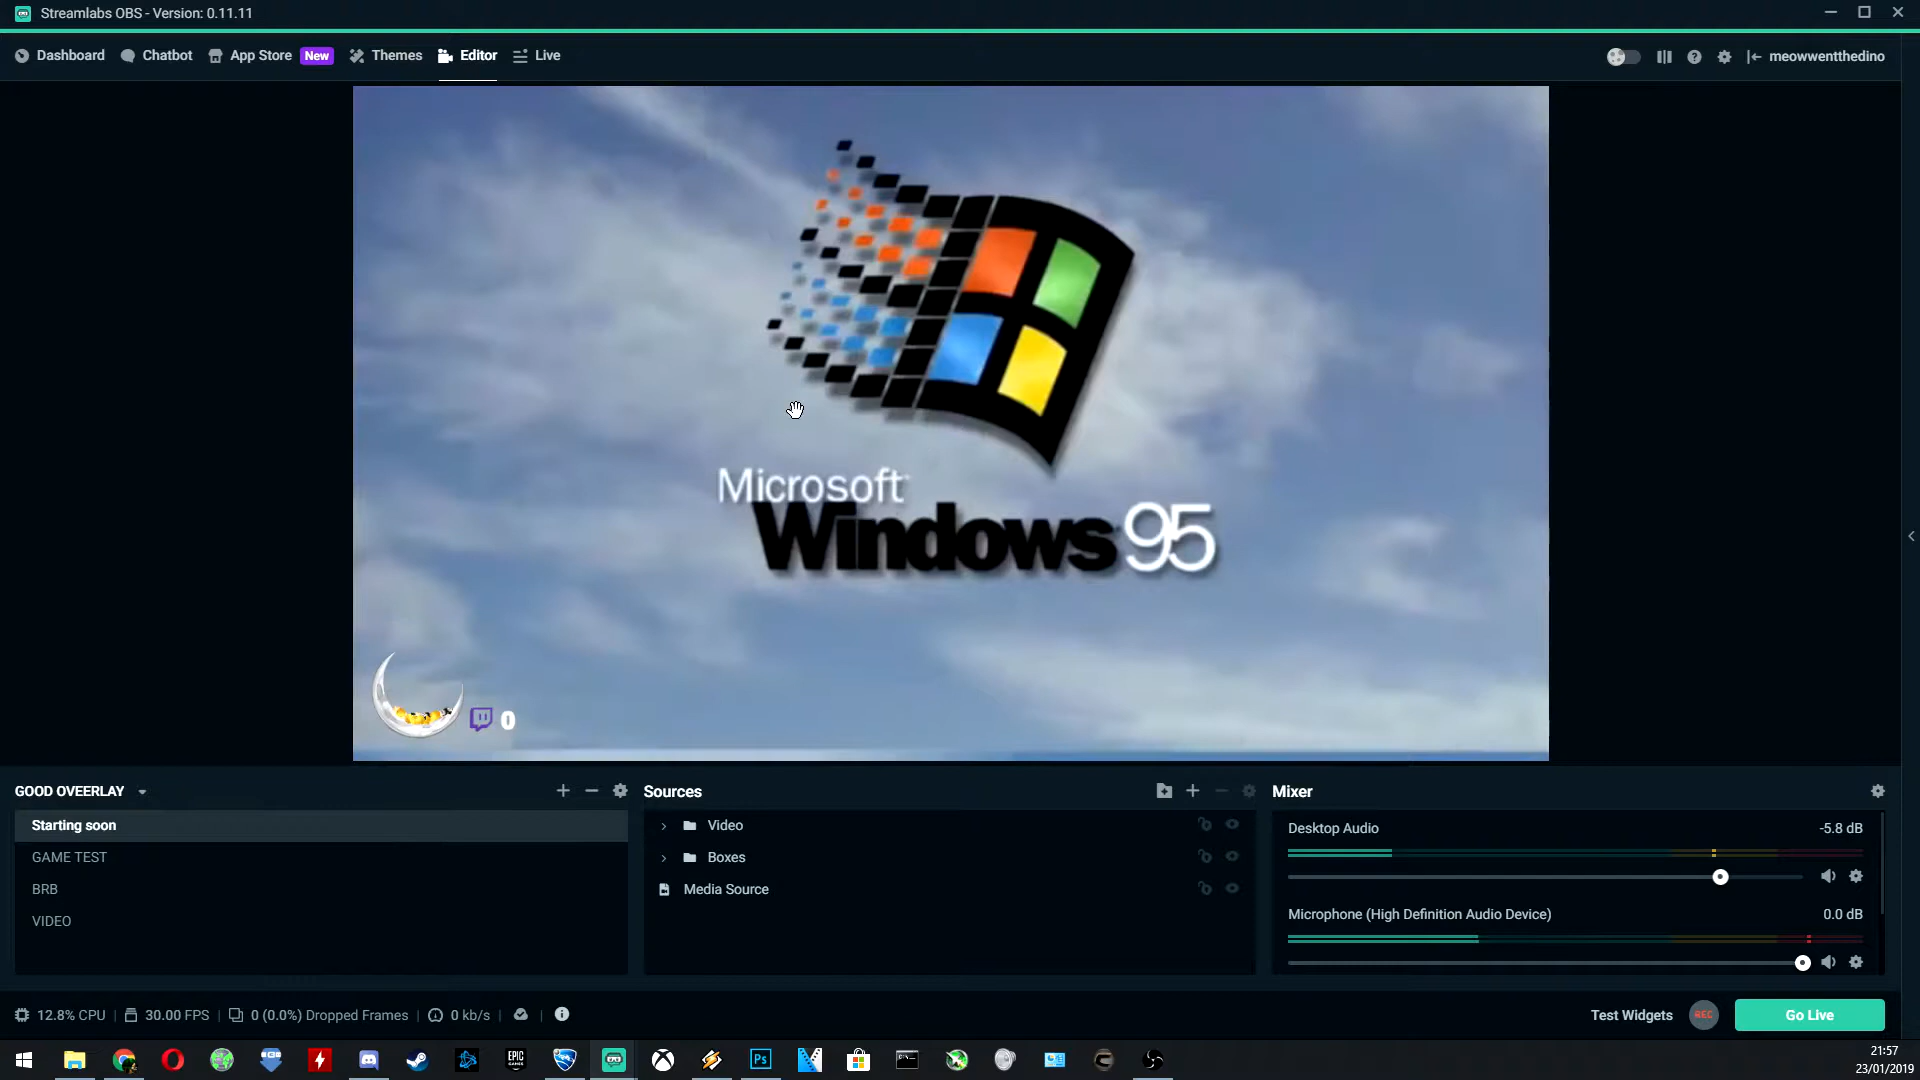 Streamlabs OBS - Version: 0.11.11
Dashboard
Chatbot
App Store
New
Themes
Editor
Live
meowwentthedino
Microsoft
Windows 95
0
GOOD OVEERLAY
Starting soon
GAME TEST
BRB
VIDEO
Sources
Video
Boxes
Media Source
Mixer
Desktop Audio
-5.8 dB
Microphone (High Definition Audio Device)
0.0 dB
12.8% CPU
30.00 FPS
0 (0.0%) Dropped Frames
0 kb/s
Test Widgets
REC
Go Live
EPIC
GAMES
Ps
21:57
23/01/2019